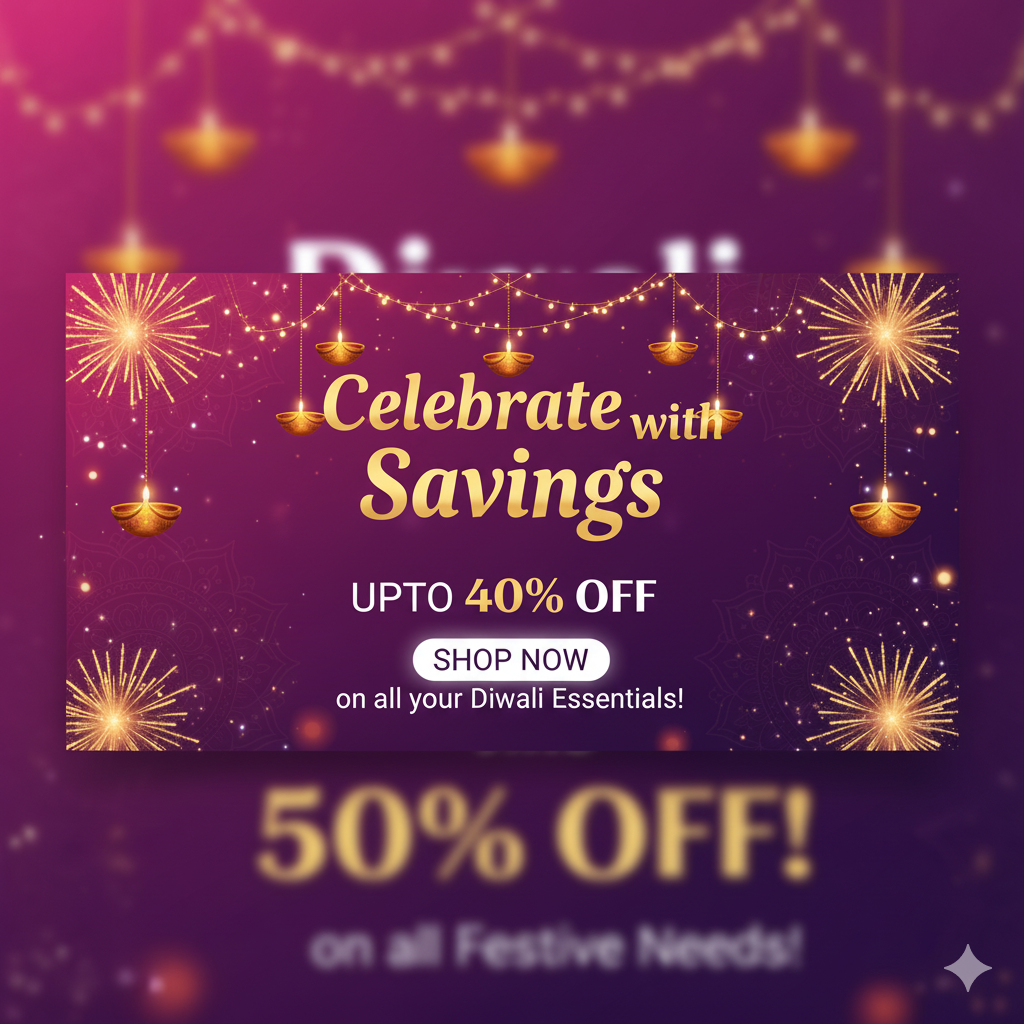 Diwali
Celebrate with
Savings
UPTO 40% OFF
SHOP NOW
on all your Diwali Essentials!
50% OFF!
on all Festive Needs!